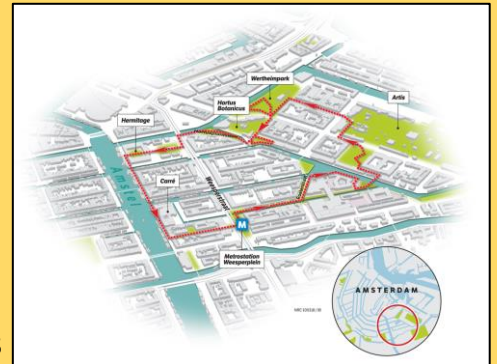 Wertheimpark
Hortus
Botanicus
Artis
Hermitage
Amstel
Weesperstraat
Carré
M
Metrostation
Weesperplein
AMSTERDAM